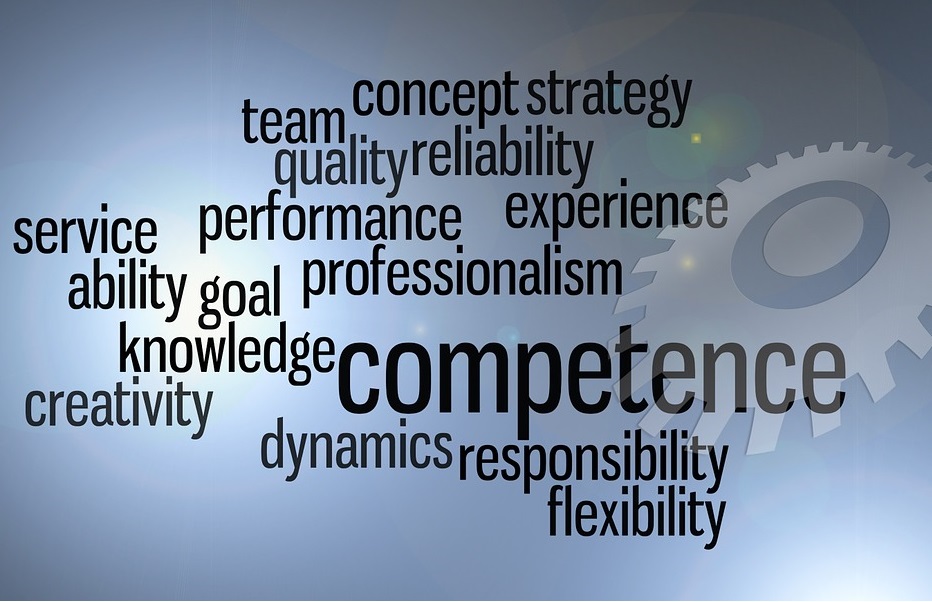 concept strategy
team
quality reliability
experience
service performance
ability goal professionalism
knowledge competence
creativity
dynamics responsibility
flexibility